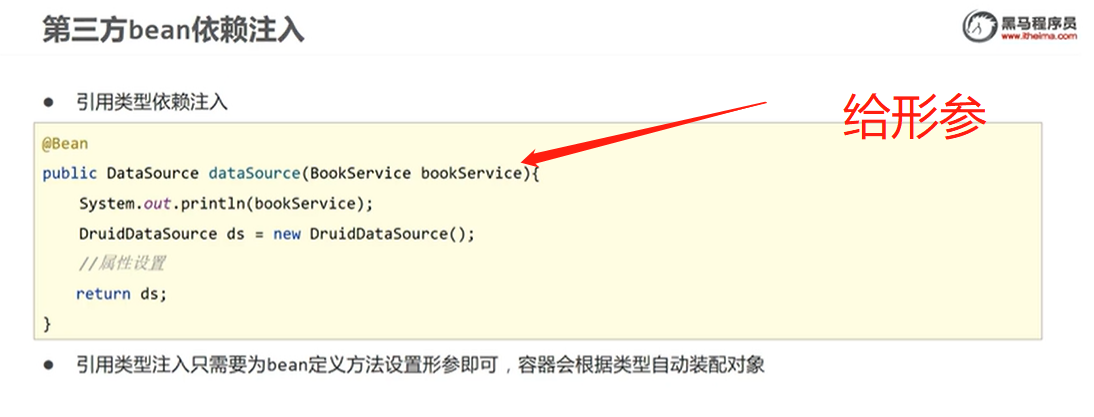 第三方bean依赖注入
黑马程序员
www.itheima.com
● 引用类型依赖注入
给形参
@Bean
public DataSource dataSource(BookService bookService){
System.out.println(bookService);
DruidDataSource ds = new DruidDataSource();
//属性设置
return ds;
}
● 引用类型注入只需要为bean定义方法设置形参即可，容器会根据类型自动装配对象